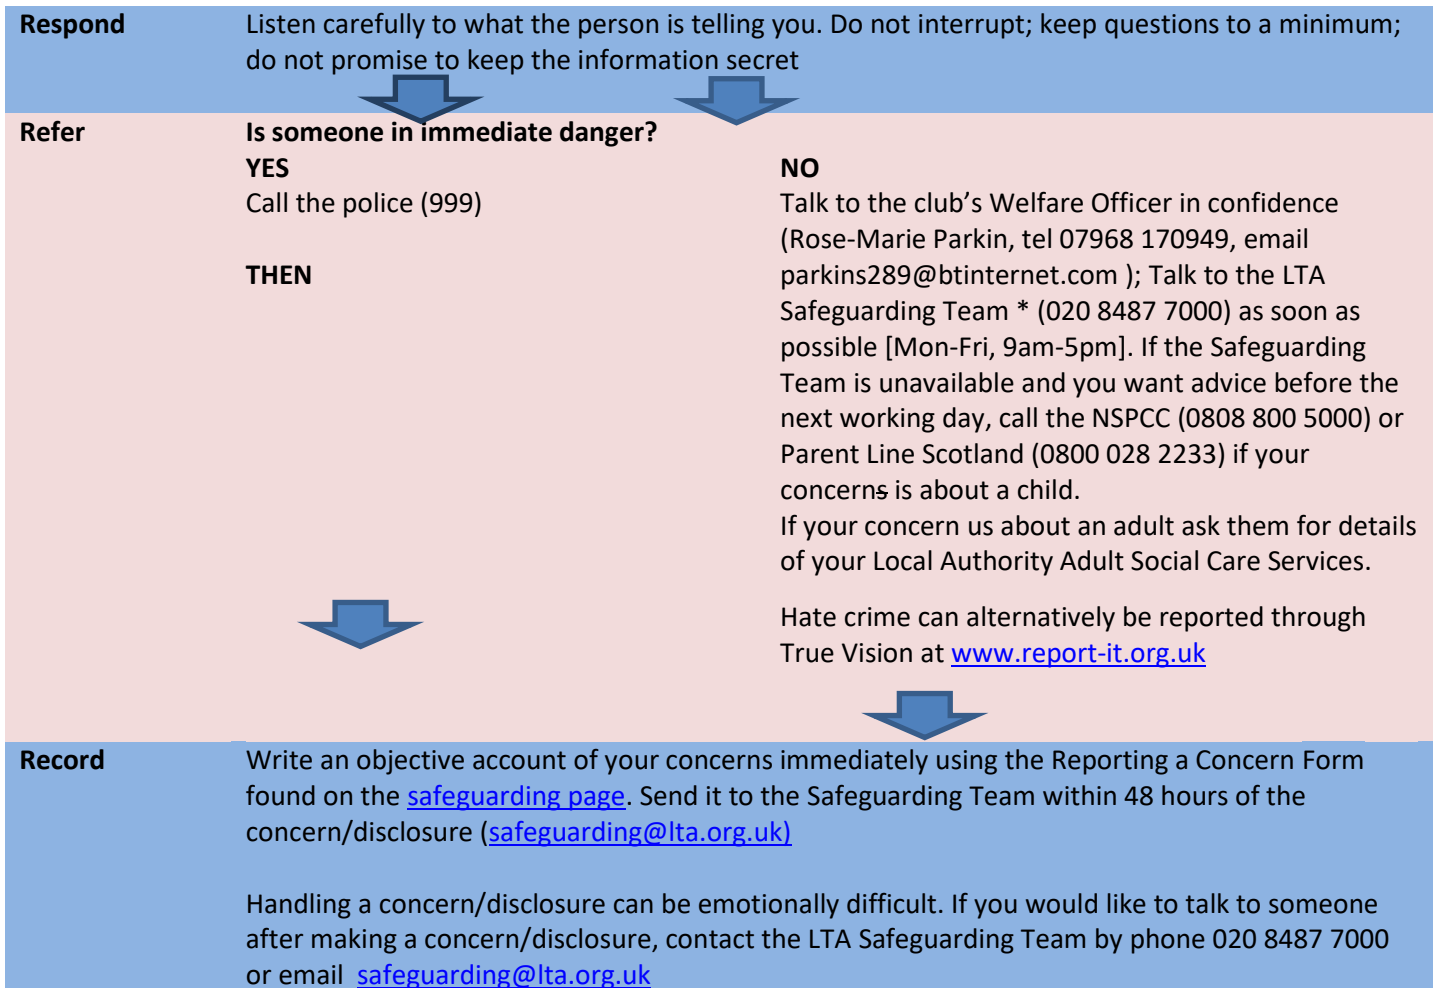 Respond
Listen carefully to what the person is telling you. Do not interrupt; keep questions to a minimum;
do not promise to keep the information secret
Refer
Is someone in immediate danger?
YES
Call the police (999)
THEN
NO
Talk to the club’s Welfare Officer in confidence
(Rose-Marie Parkin, tel 07968 170949, email
parkins289@btinternet.com ); Talk to the LTA
Safeguarding Team * (020 8487 7000) as soon as
possible [Mon-Fri, 9am-5pm]. If the Safeguarding
Team is unavailable and you want advice before the
next working day, call the NSPCC (0808 800 5000) or
Parent Line Scotland (0800 028 2233) if your
concerns is about a child.
If your concern us about an adult ask them for details
of your Local Authority Adult Social Care Services.
Hate crime can alternatively be reported through
True Vision at www.report-it.org.uk
Record
Write an objective account of your concerns immediately using the Reporting a Concern Form
found on the safeguarding page. Send it to the Safeguarding Team within 48 hours of the
concern/disclosure (safeguarding@lta.org.uk)
Handling a concern/disclosure can be emotionally difficult. If you would like to talk to someone
after making a concern/disclosure, contact the LTA Safeguarding Team by phone 020 8487 7000
or email safeguarding@lta.org.uk